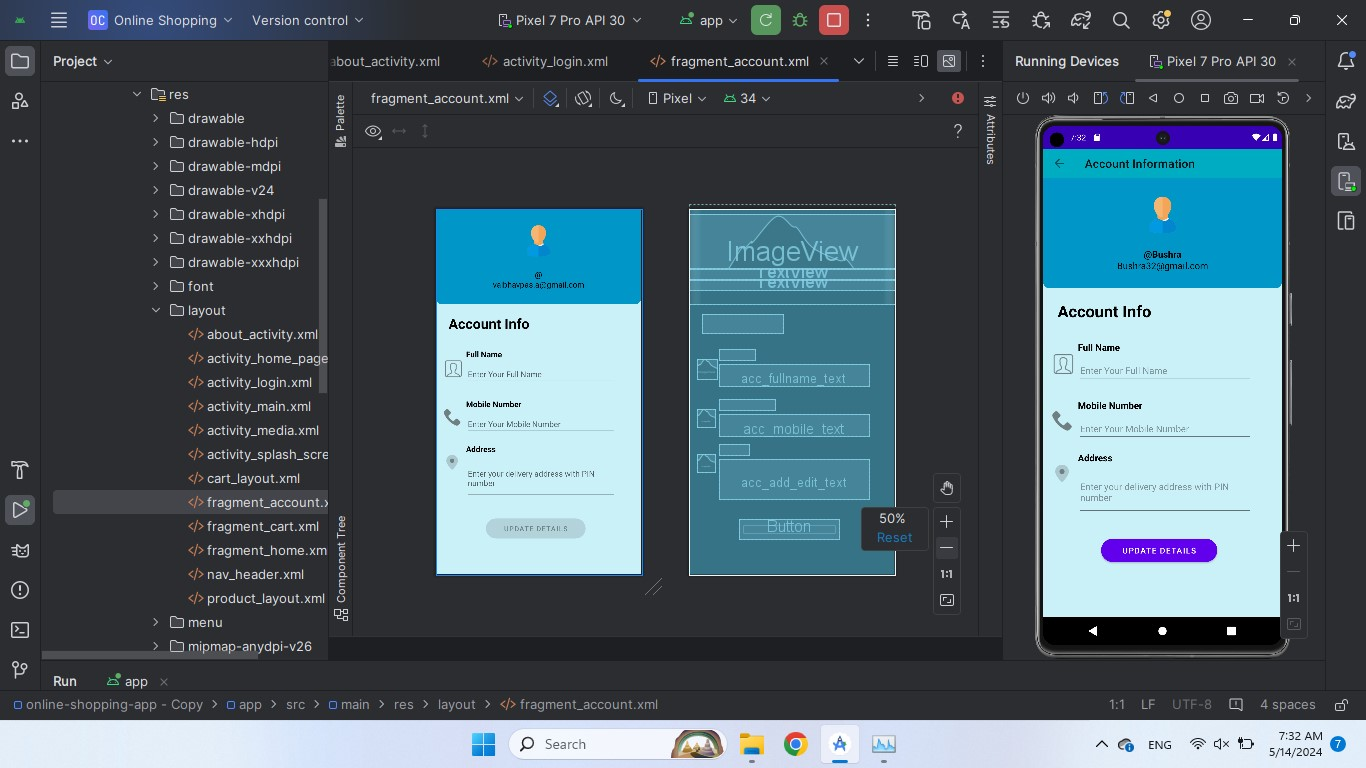 OC Online Shopping Version control Pixel 7 Pro API 30 app
Project
about_activity.xml activity_login.xml fragment_account.xml
Running Devices Pixel 7 Pro API 30
res
drawable
drawable-hdpi
drawable-mdpi
drawable-v24
drawable-xhdpi
drawable-xxhdpi
drawable-xxxhdpi
font
layout
about_activity.xml
activity_home_page
activity_login.xml
activity_main.xml
activity_media.xml
activity_splash_scre
cart_layout.xml
fragment_account.x
fragment_cart.xml
fragment_home.xm
nav_header.xml
product_layout.xml
menu
mipmap-anydpi-v26
Palette
Component Tree
fragment_account.xml Pixel 34
?
Attributes
@
vaibhavpas.a@gmail.com
Account Info
Full Name
Enter Your Full Name
Mobile Number
Enter Your Mobile Number
Address
Enter your delivery address with PIN
number
UPDATE DETAILS
ImageView
TextView
TextView
acc_fullname_text
acc_mobile_text
acc_add_edit_text
Button
50%
Reset
1:1
7:32
Account Information
@Bushra
Bushra32@gmail.com
Account Info
Full Name
Enter Your Full Name
Mobile Number
Enter Your Mobile Number
Address
Enter your delivery address with PIN
number
UPDATE DETAILS
1:1
Run app
online-shopping-app - Copy app src main res layout fragment_account.xml
1:1 LF UTF-8 4 spaces
Search
ENG
7:32 AM
5/14/2024
7